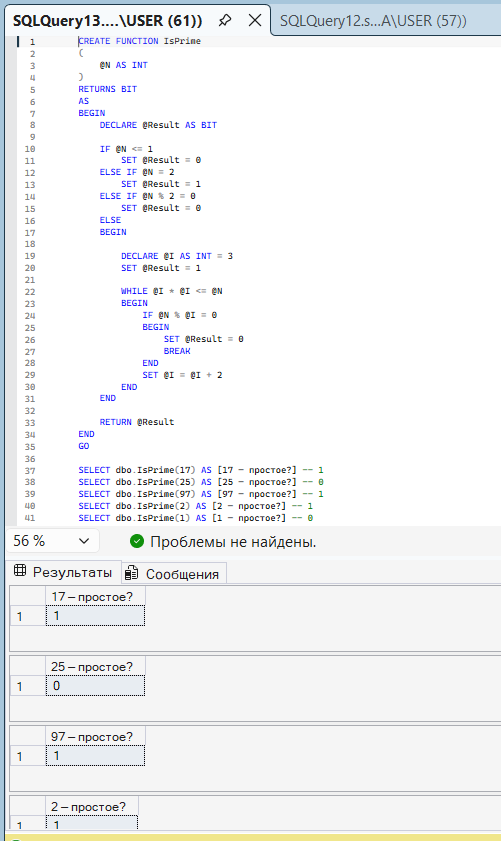 SQLQuery13....\USER (61))
SQLQuery12.s...A\USER (57))
1 CREATE FUNCTION IsPrime
2 (
3 @N AS INT
4 )
5 RETURNS BIT
6 AS
7 BEGIN
8 DECLARE @Result AS BIT
9
10 IF @N <= 1
11 SET @Result = 0
12 ELSE IF @N = 2
13 SET @Result = 1
14 ELSE IF @N % 2 = 0
15 SET @Result = 0
16 ELSE
17 BEGIN
18
19 DECLARE @I AS INT = 3
20 SET @Result = 1
21
22 WHILE @I * @I <= @N
23 BEGIN
24 IF @N % @I = 0
25 BEGIN
26 SET @Result = 0
27 BREAK
28 END
29 SET @I = @I + 2
30 END
31 END
32
33 RETURN @Result
34 END
35 GO
36
37 SELECT dbo.IsPrime(17) AS [17 – простое?] -- 1
38 SELECT dbo.IsPrime(25) AS [25 – простое?] -- 0
39 SELECT dbo.IsPrime(97) AS [97 – простое?] -- 1
40 SELECT dbo.IsPrime(2) AS [2 – простое?] -- 1
41 SELECT dbo.IsPrime(1) AS [1 – простое?] -- 0
56 %
Проблемы не найдены.
Результаты
Сообщения
17 – простое?
1 1
25 – простое?
1 0
97 – простое?
1 1
2 – простое?
1 1